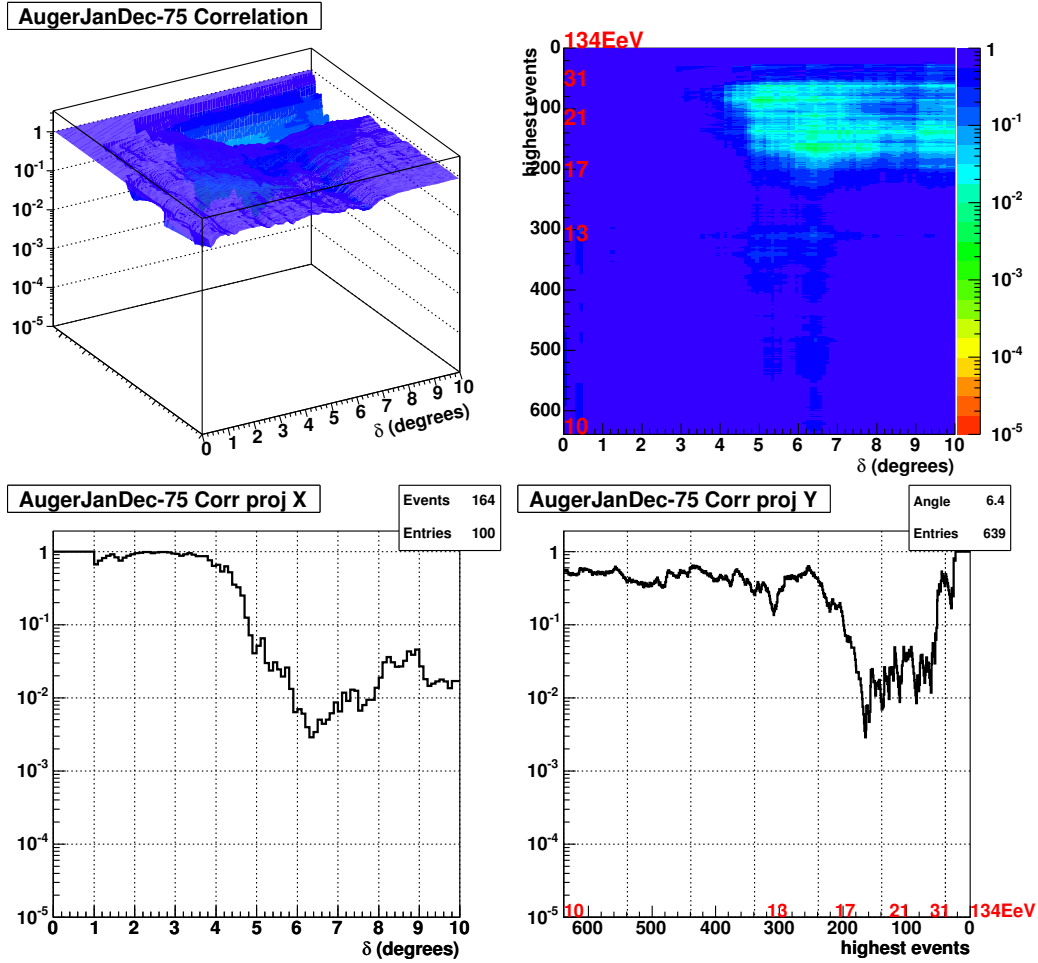 AugerJanDec-75 Correlation
1
10^-1
10^-2
10^-3
10^-4
10^-5
0 1 2 3 4 5 6 7 8 9 10
δ (degrees)
highest events
0
100
200
300
400
500
600
134EeV
31
21
17
13
10
0 1 2 3 4 5 6 7 8 9 10
δ (degrees)
1
10^-1
10^-2
10^-3
10^-4
10^-5
AugerJanDec-75 Corr proj X
Events 164
Entries 100
1
10^-1
10^-2
10^-3
10^-4
10^-5
0 1 2 3 4 5 6 7 8 9 10
δ (degrees)
AugerJanDec-75 Corr proj Y
Angle 6.4
Entries 639
1
10^-1
10^-2
10^-3
10^-4
10^-5
10 13 17 21 31 134EeV
600 500 400 300 200 100 0
highest events